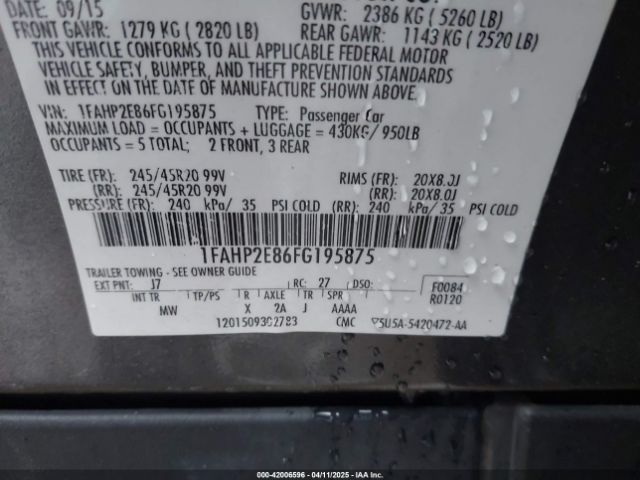 DATE: 09/15 GVWR: 2386 KG ( 5260 LB)
FRONT GAWR: 1279 KG ( 2820 LB) REAR GAWR: 1143 KG ( 2520 LB)
THIS VEHICLE CONFORMS TO ALL APPLICABLE FEDERAL MOTOR
VEHICLE SAFETY, BUMPER, AND THEFT PREVENTION STANDARDS
IN EFFECT ON THE DATE OF MANUFACTURE SHOWN ABOVE.
VIN: 1FAHP2E86FG195875 TYPE: Passenger Car
MAXIMUM LOAD = OCCUPANTS + LUGGAGE = 430KG/950LB
OCCUPANTS = 5 TOTAL; 2 FRONT, 3 REAR
TIRE (FR): 245/45R20 99V RIMS (FR): 20X8.0J
(RR): 245/45R20 99V (RR): 20X8.0J
PRESSURE(FR): 240 kPa/ 35 PSI COLD (RR): 240 kPa/ 35 PSI COLD
1FAHP2E86FG195875
TRAILER TOWING - SEE OWNER GUIDE
EXT PNT: J7 RC: 27 DSO: F0084
INT TR TP/PS R AXLE TR SPR R0120
MW X 2A J AAAA
CMC 5U5A-5420472-AA
000-42006596 - 04/11/2025 - IAA Inc.